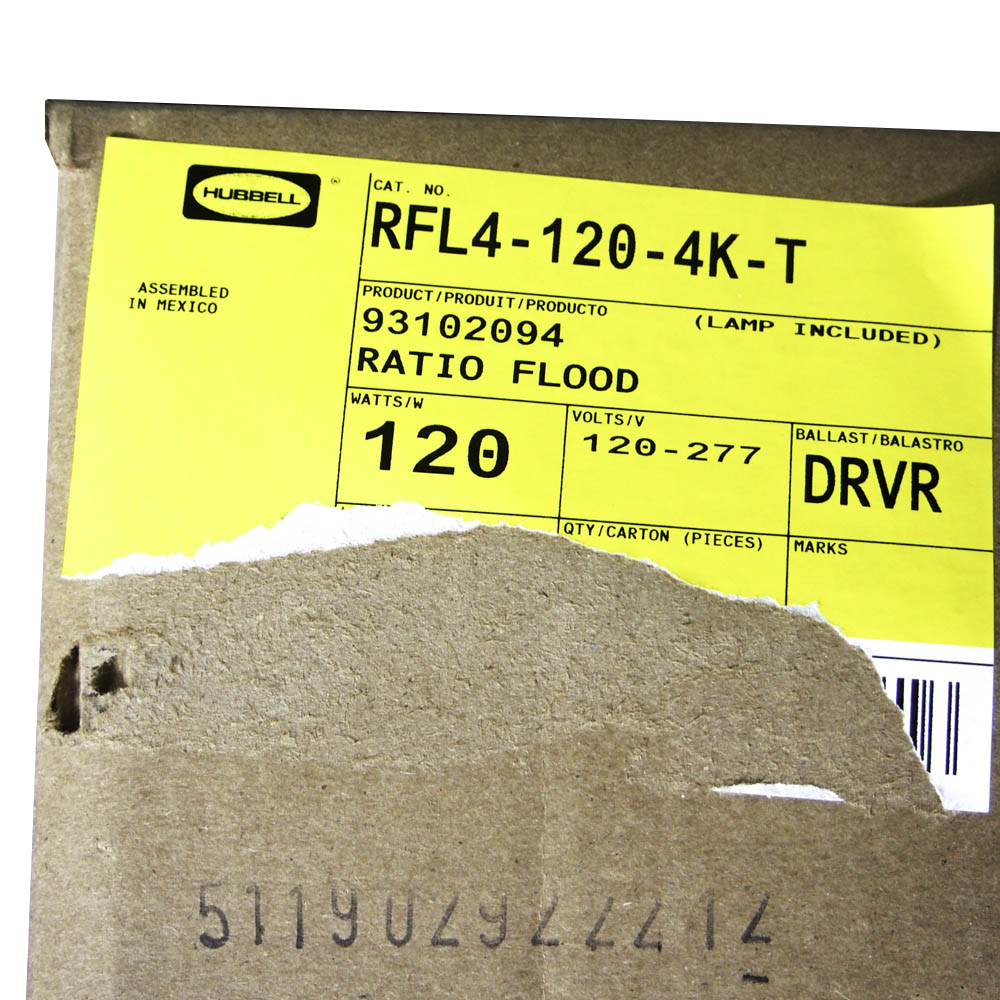 HUBBELL ®
CAT. NO.
RFL4-120-4K-T
ASSEMBLED
IN MEXICO
PRODUCT/PRODUIT/PRODUCTO
(LAMP INCLUDED)
93102094
RATIO FLOOD
WATTS/W
120
VOLTS/V
120-277
BALLAST/BALASTRO
DRVR
QTY/CARTON (PIECES)
MARKS